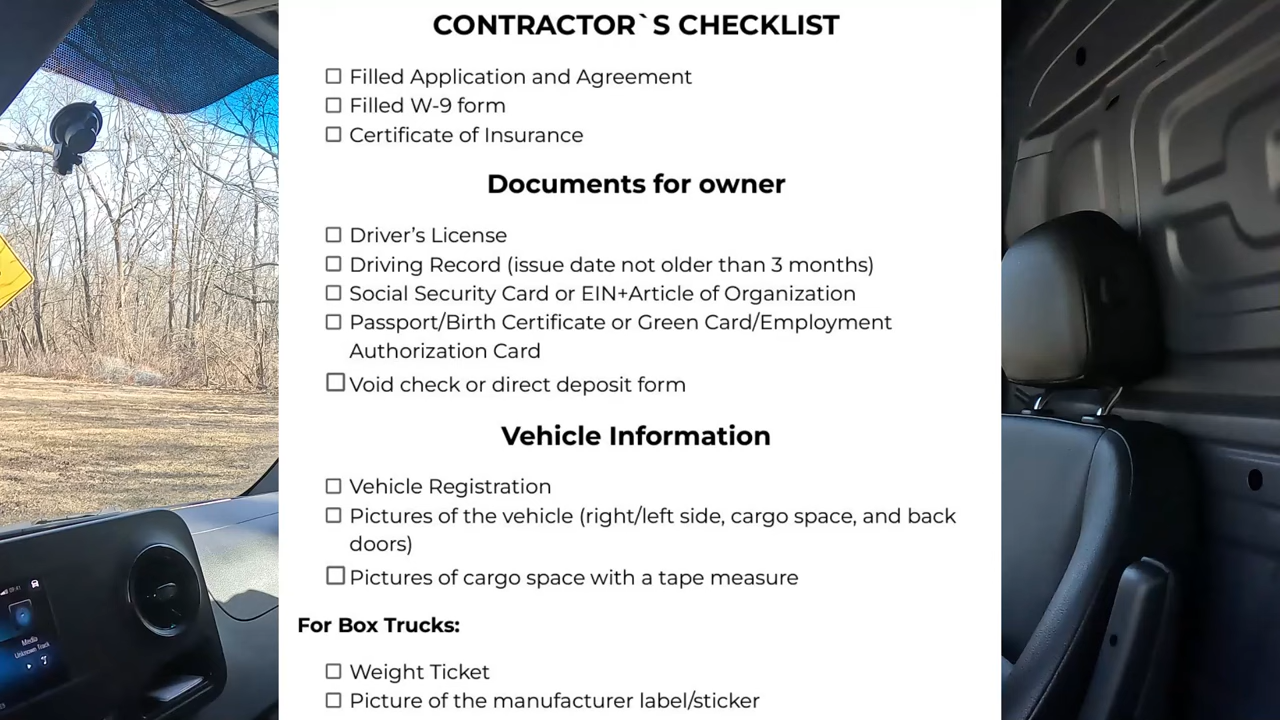 CONTRACTOR`S CHECKLIST
☐ Filled Application and Agreement
☐ Filled W-9 form
☐ Certificate of Insurance
Documents for owner
☐ Driver’s License
☐ Driving Record (issue date not older than 3 months)
☐ Social Security Card or EIN+Article of Organization
☐ Passport/Birth Certificate or Green Card/Employment
Authorization Card
☐ Void check or direct deposit form
Vehicle Information
☐ Vehicle Registration
☐ Pictures of the vehicle (right/left side, cargo space, and back
doors)
☐ Pictures of cargo space with a tape measure
For Box Trucks:
☐ Weight Ticket
☐ Picture of the manufacturer label/sticker
Media
Unknown Track